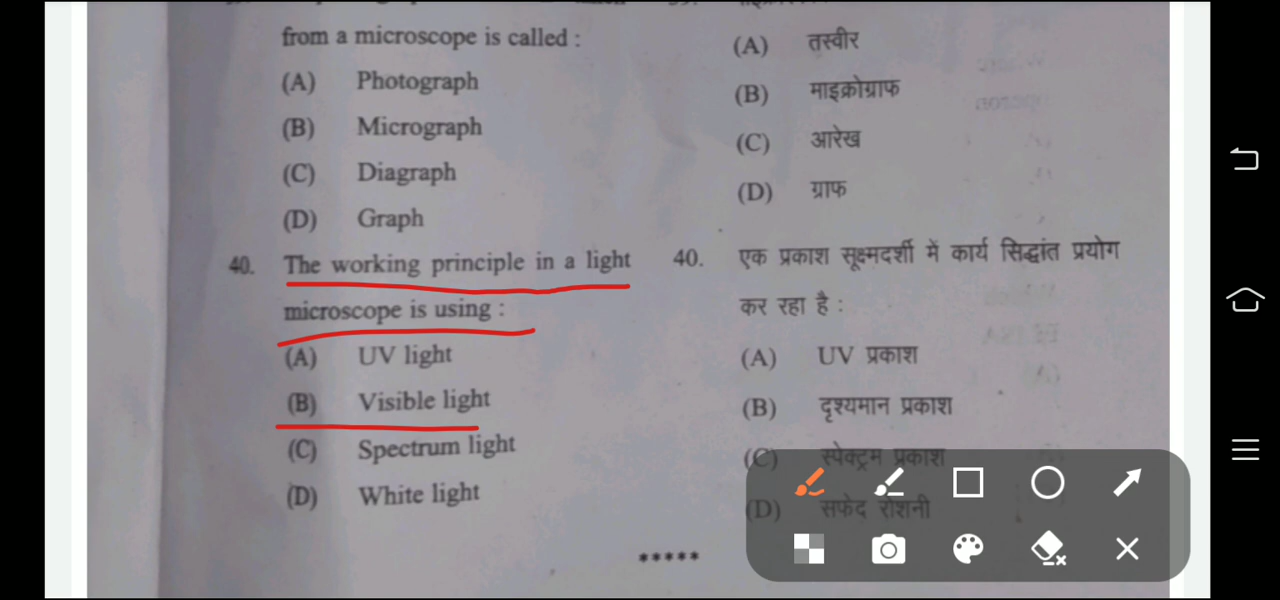 from a microscope is called :
(A) Photograph
(B) Micrograph
(C) Diagraph
(D) Graph
40. The working principle in a light
microscope is using :
(A) UV light
(B) Visible light
(C) Spectrum light
(D) White light
(A) तस्वीर
(B) माइक्रोग्राफ
(C) आरेख
(D) ग्राफ
40. एक प्रकाश सूक्ष्मदर्शी में कार्य सिद्धांत प्रयोग
कर रहा है :
(A) UV प्रकाश
(B) दृश्यमान प्रकाश
(C) स्पेक्ट्रम प्रकाश
(D) सफेद रोशनी
*****